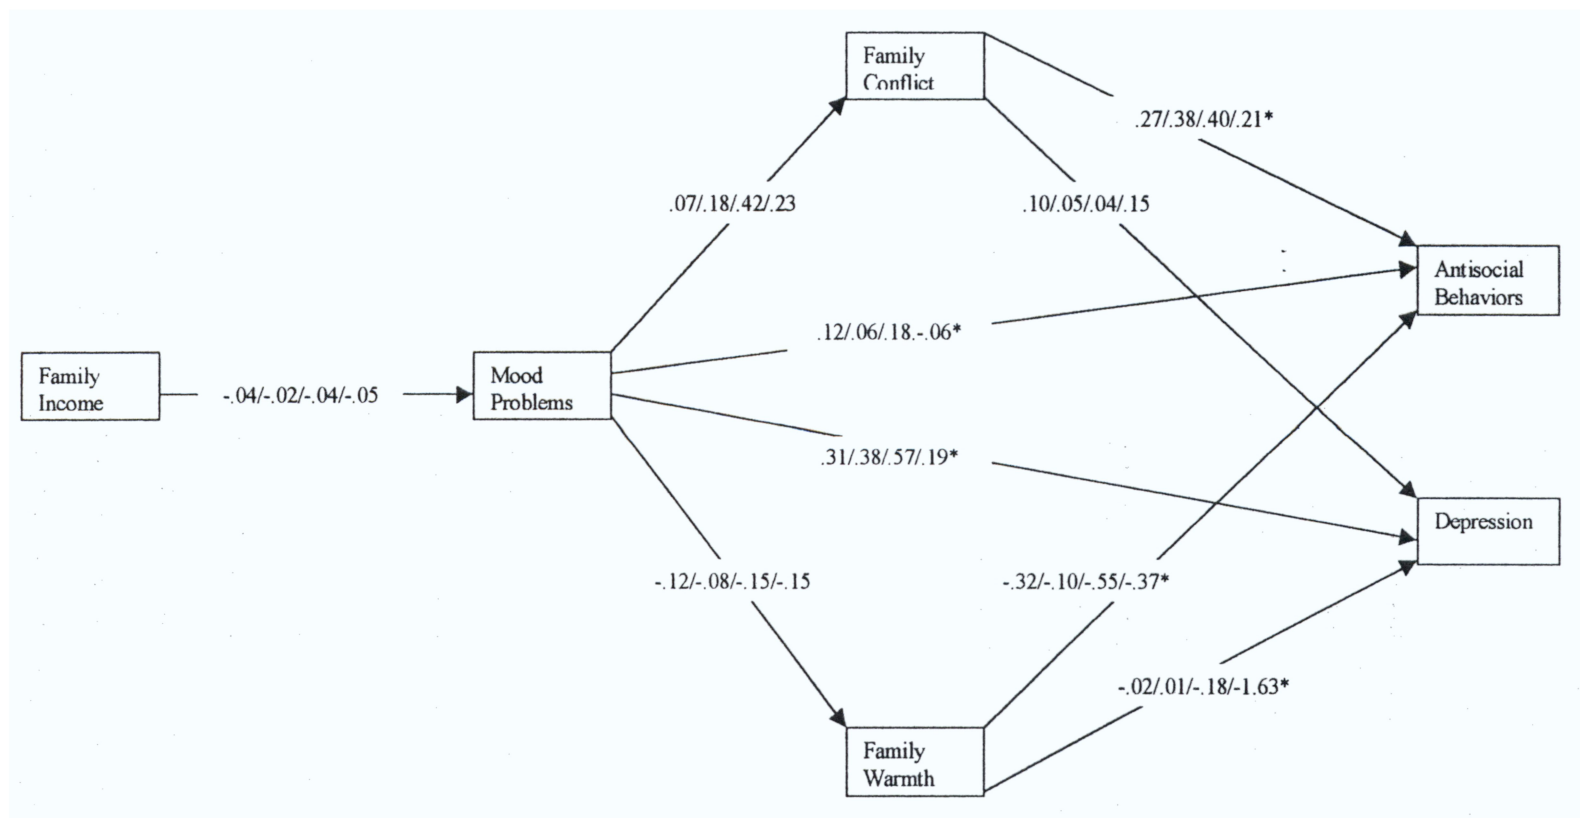 Family
Conflict
.27/.38/.40/.21*
.07/.18/.42/.23
.10/.05/.04/.15
Antisocial
Behaviors
.12/.06/.18.-.06*
Family
Income
-.04/-.02/-.04/-.05
Mood
Problems
.31/.38/.57/.19*
Depression
-.12/-.08/-.15/-.15
-.32/-.10/-.55/-.37*
-.02/.01/-.18/-1.63*
Family
Warmth